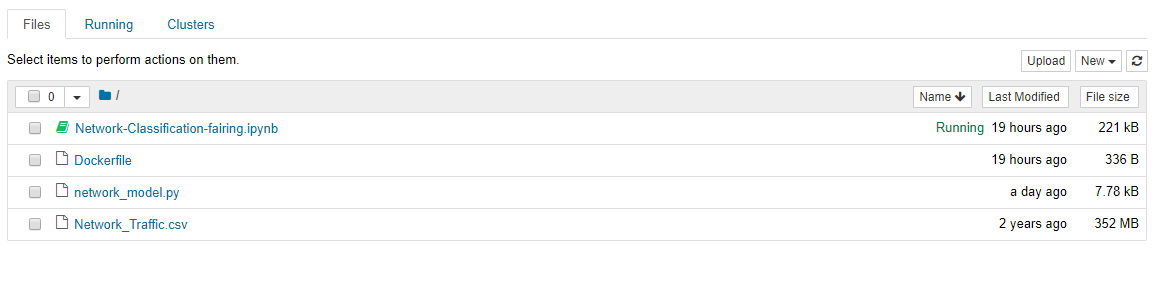 Files Running Clusters
Select items to perform actions on them. Upload New
0 / Name Last Modified File size
Network-Classification-fairing.ipynb Running 19 hours ago 221 kB
Dockerfile 19 hours ago 336 B
network_model.py a day ago 7.78 kB
Network_Traffic.csv 2 years ago 352 MB